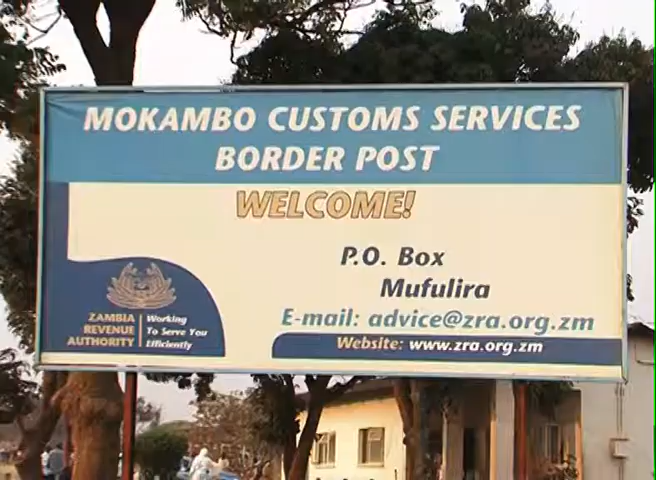 MOKAMBO CUSTOMS SERVICES
BORDER POST
WELCOME!
P.O. Box
Mufulira
E-mail: advice@zra.org.zm
Website: www.zra.org.zm
ZAMBIA
REVENUE
AUTHORITY
Working
To Serve You
Efficiently